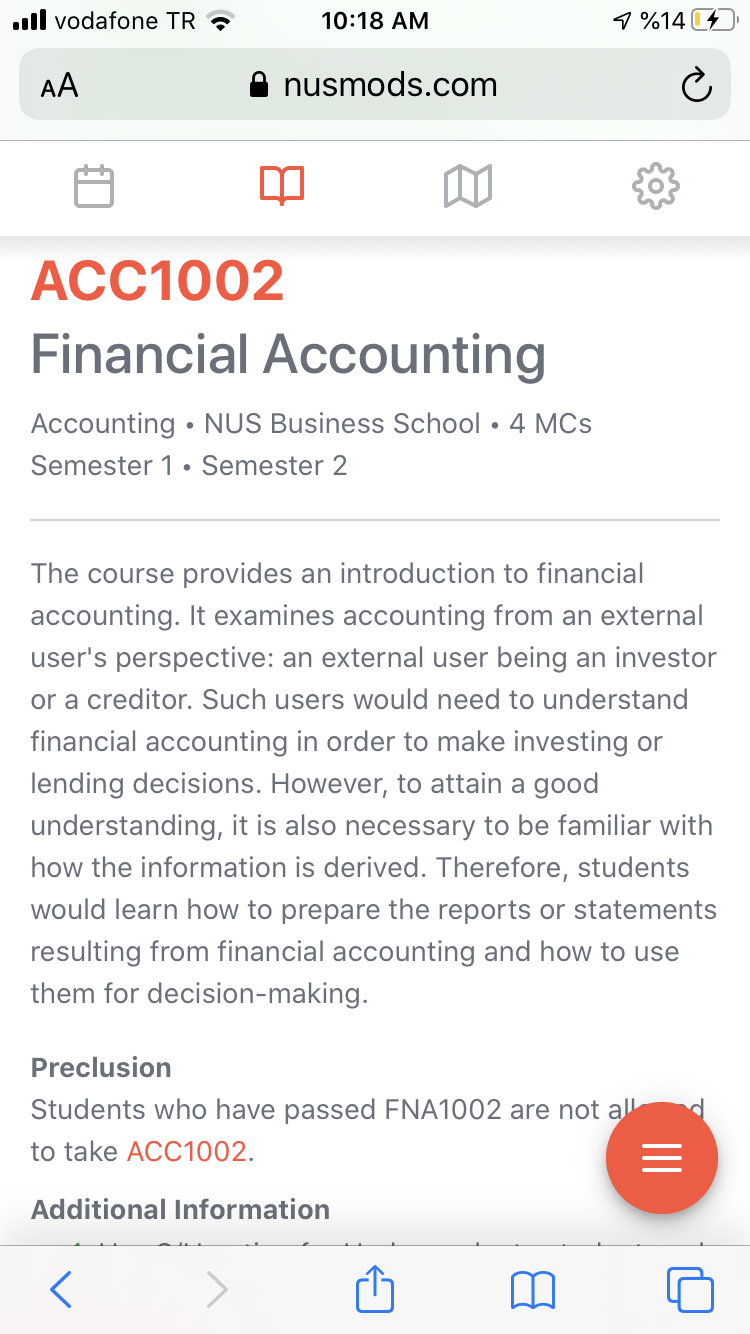 vodafone TR 10:18 AM %14
AA nusmods.com
ACC1002
Financial Accounting
Accounting • NUS Business School • 4 MCs
Semester 1 • Semester 2
The course provides an introduction to financial
accounting. It examines accounting from an external
user's perspective: an external user being an investor
or a creditor. Such users would need to understand
financial accounting in order to make investing or
lending decisions. However, to attain a good
understanding, it is also necessary to be familiar with
how the information is derived. Therefore, students
would learn how to prepare the reports or statements
resulting from financial accounting and how to use
them for decision-making.
Preclusion
Students who have passed FNA1002 are not allowed
to take ACC1002.
Additional Information